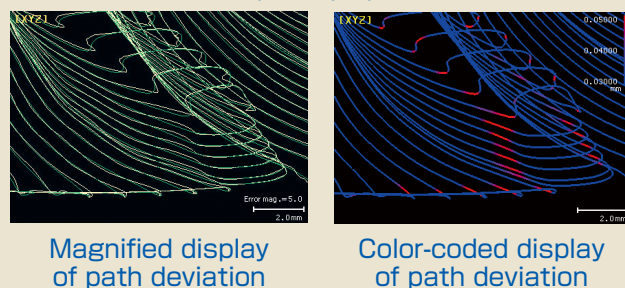 [XYZ]
Error mag.=5.0
2.0mm
[XYZ]
0.05000
0.04000
0.03000
mm
2.0mm
Magnified display
of path deviation
Color-coded display
of path deviation